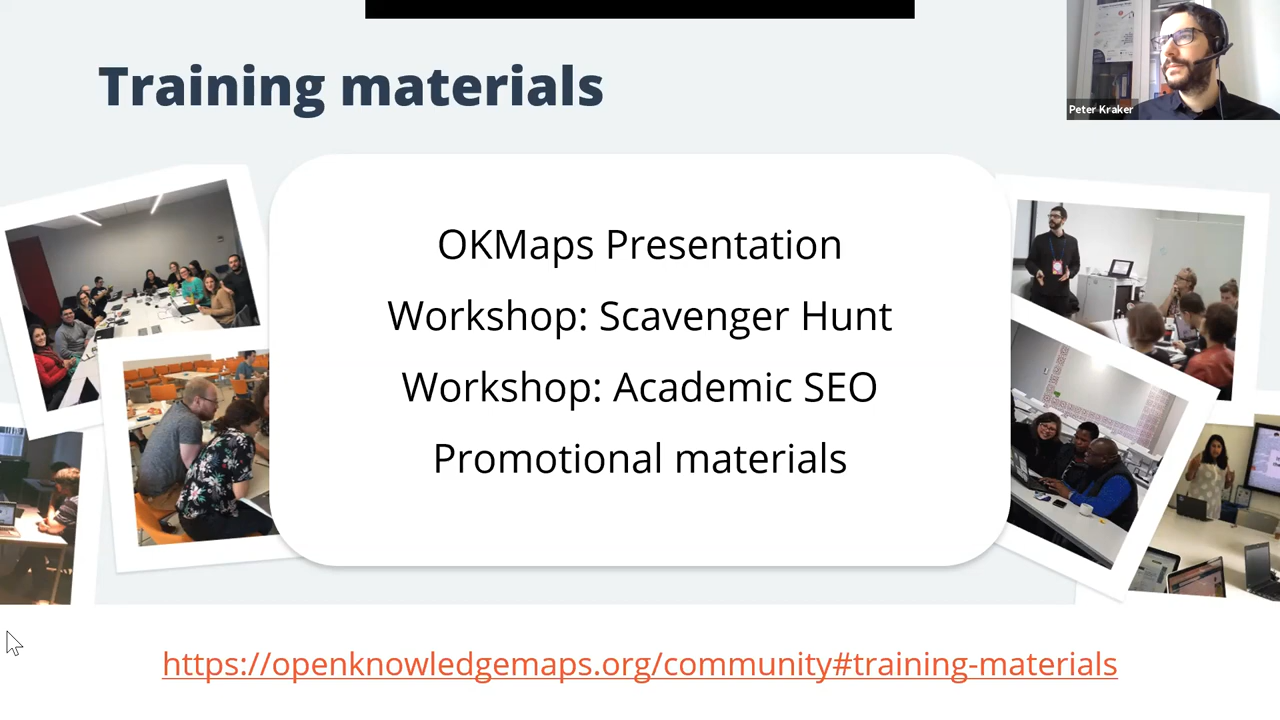 Training materials
Peter Kraker
OKMaps Presentation
Workshop: Scavenger Hunt
Workshop: Academic SEO
Promotional materials
https://openknowledgemaps.org/community#training-materials